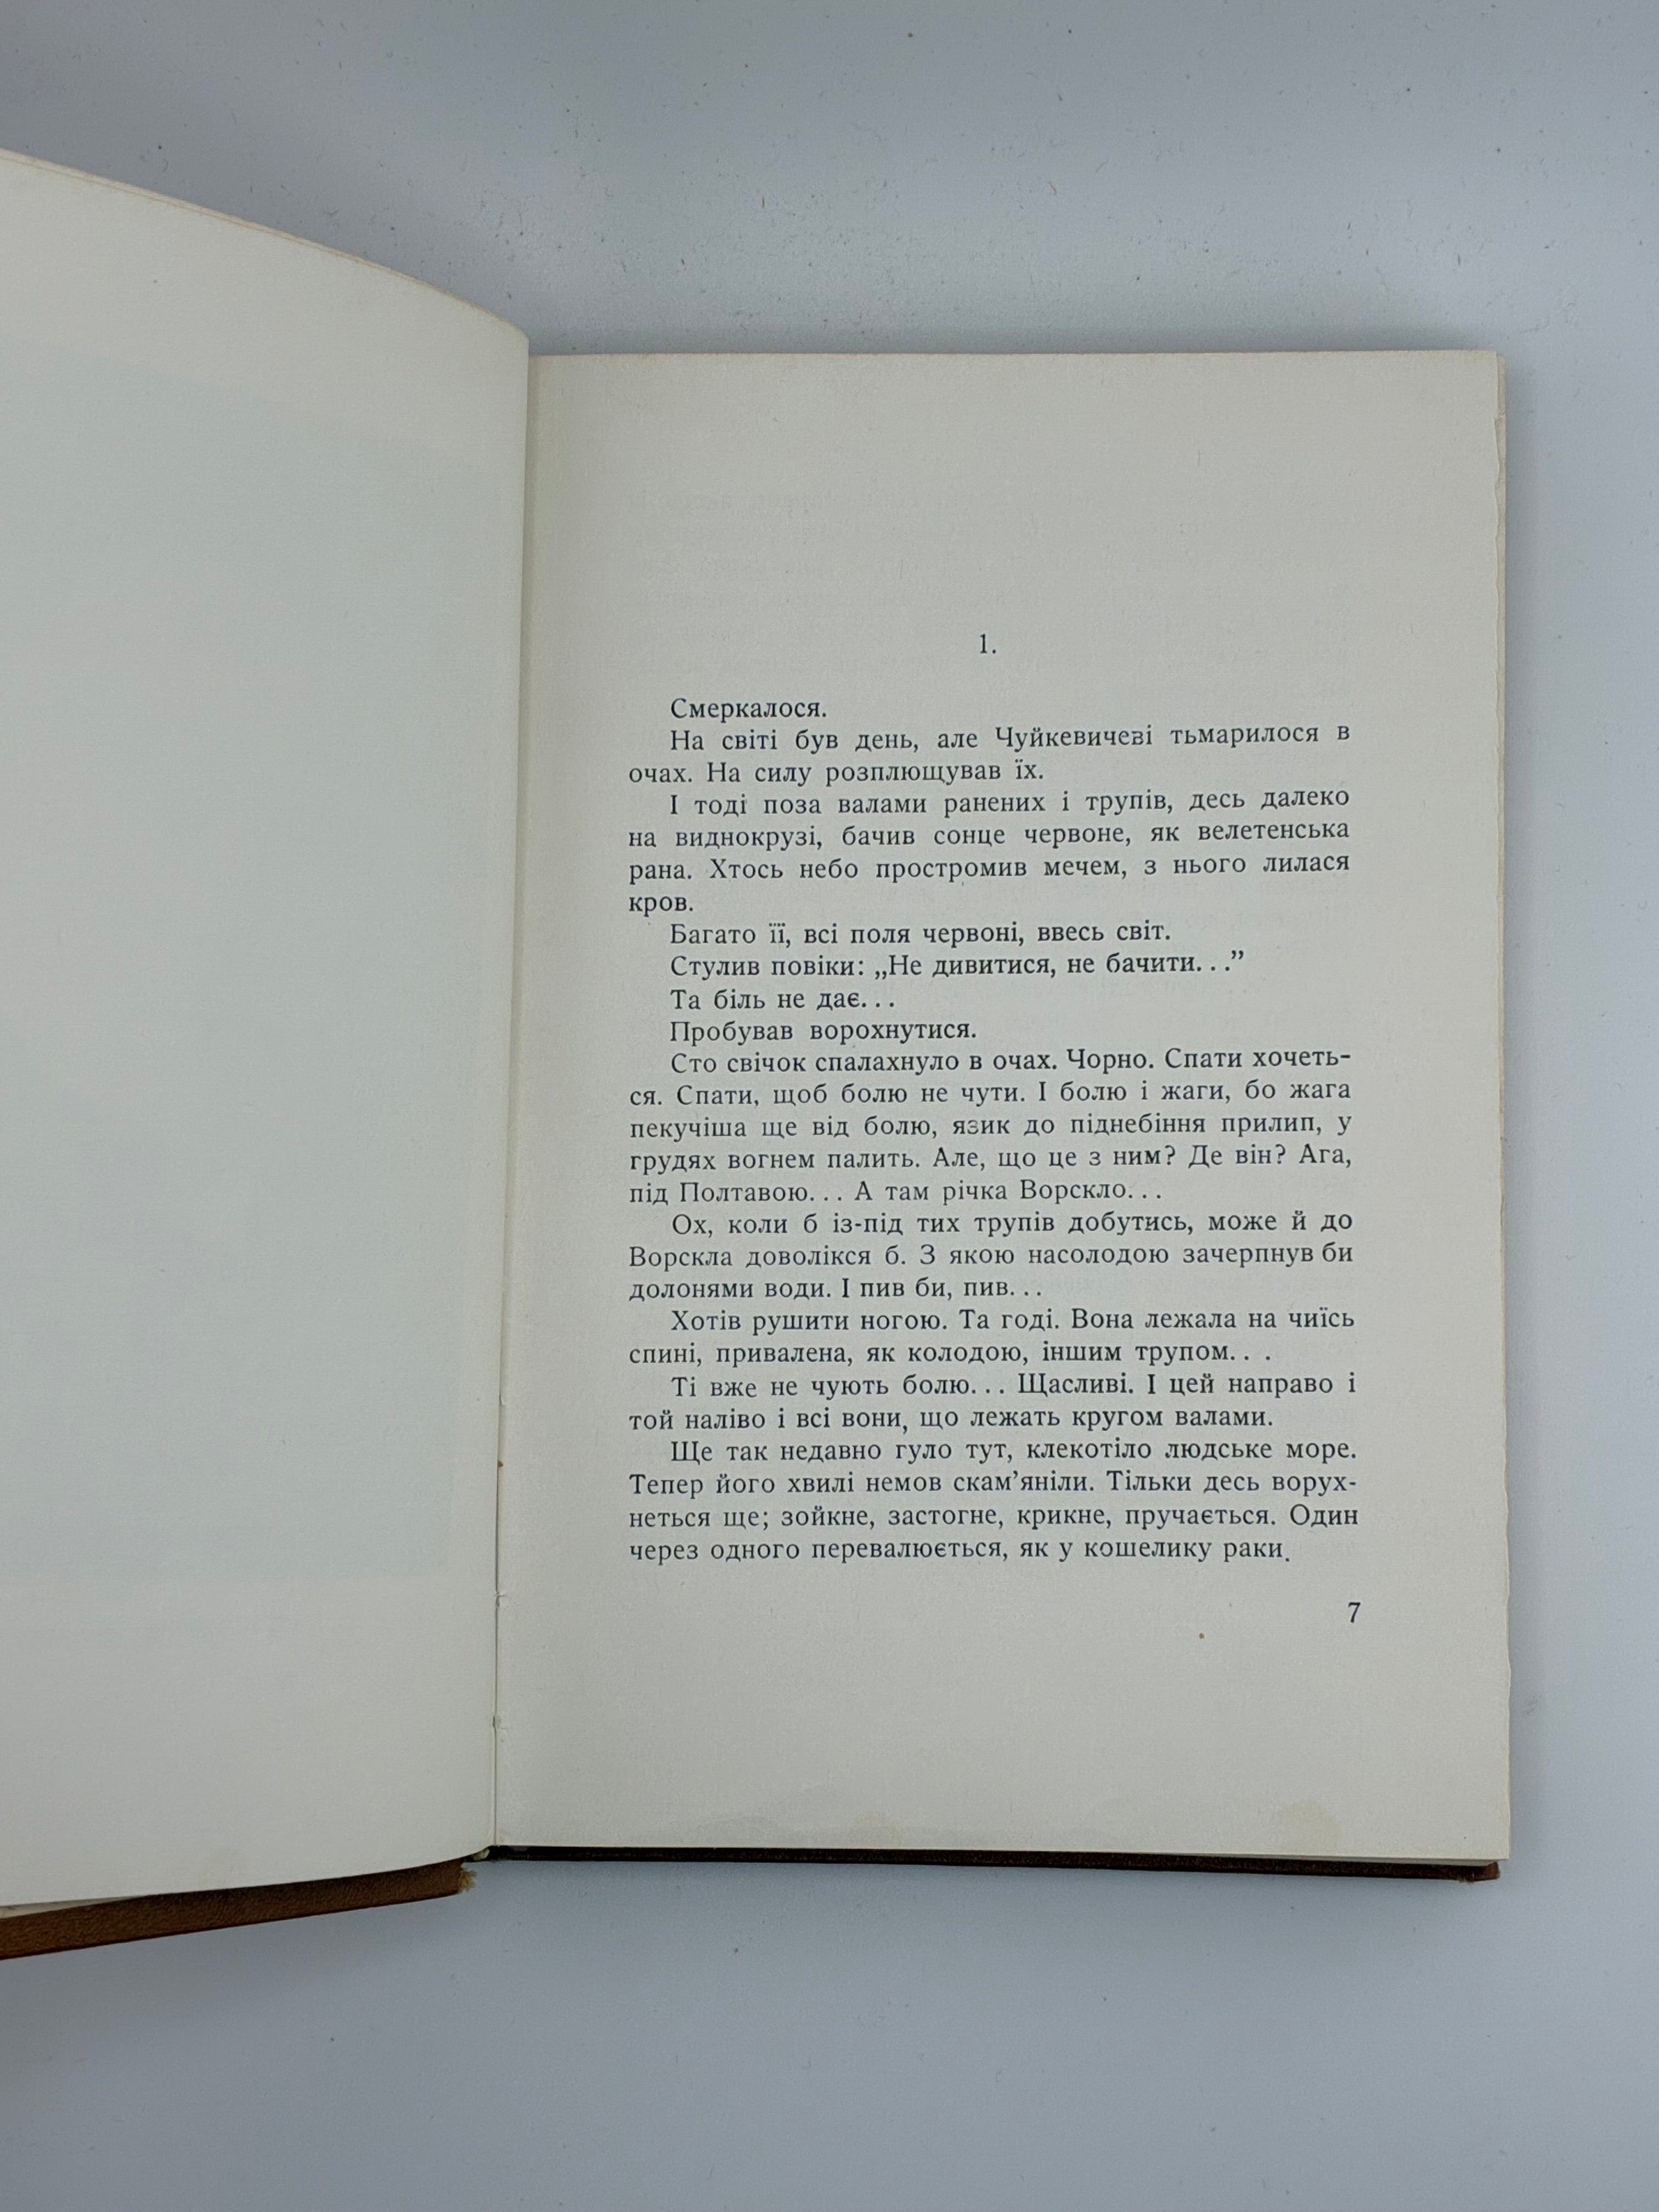 1.
Смеркалося.
На світі був день, але Чуйкевичеві тьмарилося в
очах. На силу розплющував їх.
І тоді поза валами ранених і трупів, десь далеко
на виднокрузі, бачив сонце червоне, як велетенська
рана. Хтось небо простромив мечем, з нього лилася
кров.
Багато її, всі поля червоні, ввесь світ.
Стулив повіки: „Не дивитися, не бачити...”
Та біль не дає...
Пробував ворохнутися.
Сто свічок спалахнуло в очах. Чорно. Спати хочеть-
ся. Спати, щоб болю не чути. І болю і жаги, бо жага
пекучіша ще від болю, язик до піднебіння прилип, у
грудях вогнем палить. Але, що це з ним? Де він? Ага,
під Полтавою... А там річка Ворскло...
Ох, коли б із-під тих трупів добутись, може й до
Ворскла доволікся б. З якою насолодою зачерпнув би
долонями води. І пив би, пив...
Хотів рушити ногою. Та годі. Вона лежала на чиїсь
спині, привалена, як колодою, іншим трупом...
Ті вже не чують болю... Щасливі. І цей направо і
той наліво і всі вони, що лежать кругом валами.
Ще так недавно гуло тут, клекотіло людське море.
Тепер його хвилі немов скам’яніли. Тільки десь ворух-
неться ще; зойкне, застогне, крикне, пручається. Один
через одного перевалюється, як у кошелику раки.
7